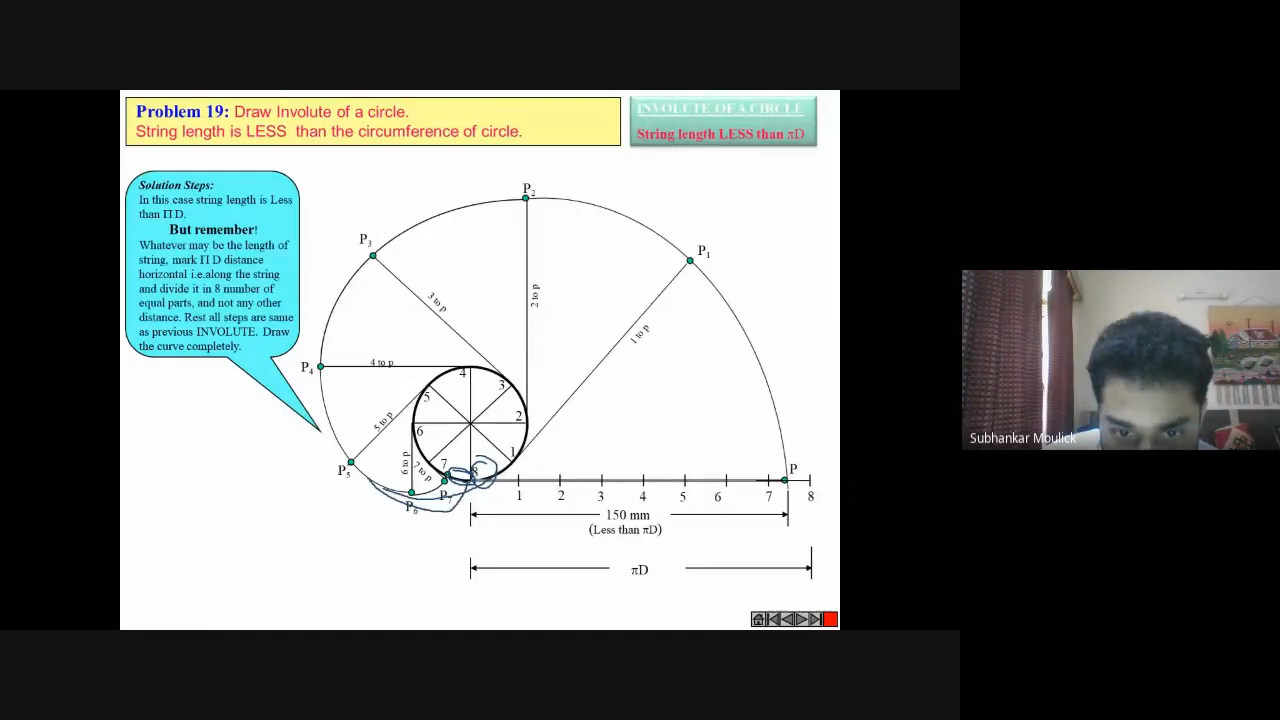 Problem 19: Draw Involute of a circle.
String length is LESS than the circumference of circle.
INVOLUTE OF A CIRCLE
String length LESS than πD
Solution Steps:
In this case string length is Less
than Π D.
But remember!
Whatever may be the length of
string, mark Π D distance
horizontal i.e.along the string
and divide it in 8 number of
equal parts, and not any other
distance. Rest all steps are same
as previous INVOLUTE. Draw
the curve completely.
P2
P3
P1
2 to p
3 to p
1 to p
P4
4 to p
4
3
5
2
5 to p
6
1
P5
6 to p
7 to p
7
8
P
P6
P7
1 2 3 4 5 6 7 8
150 mm
(Less than πD)
πD
Subhankar Moulick